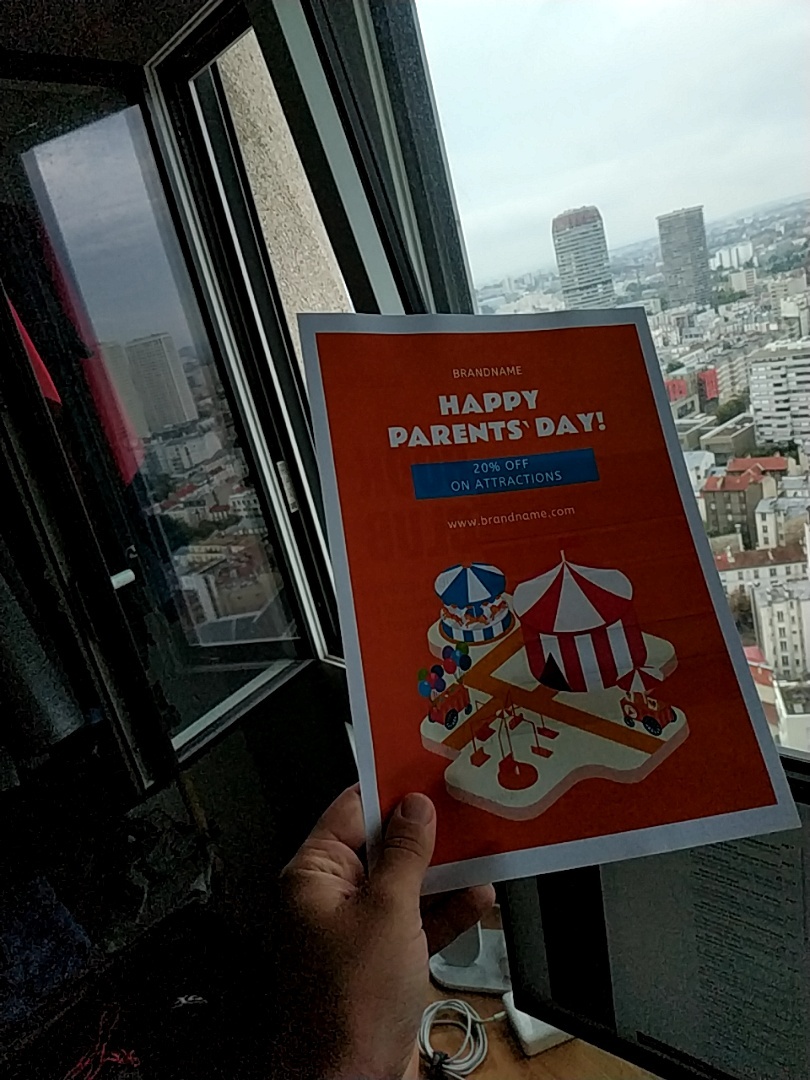 BRANDNAME
HAPPY
PARENTS` DAY!
20% OFF
ON ATTRACTIONS
www.brandname.com